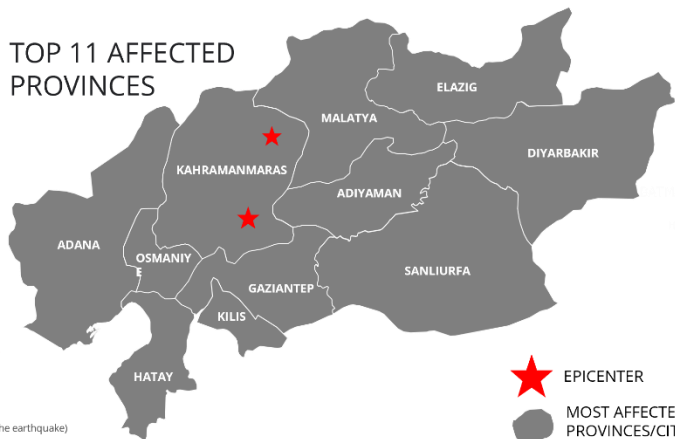 TOP 11 AFFECTED
PROVINCES
ELAZIG
MALATYA
DIYARBAKIR
KAHRAMANMARAS
ADIYAMAN
ADANA
OSMANIY
E
SANLIURFA
GAZIANTEP
KILIS
HATAY
EPICENTER
MOST AFFECTE
PROVINCES/CIT
he earthquake)